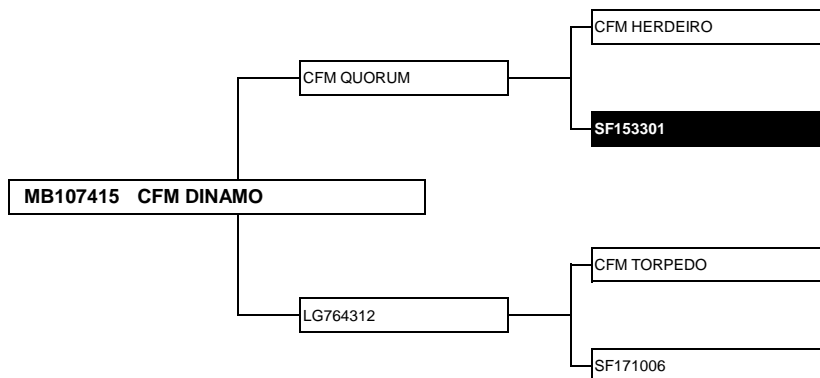 CFM HERDEIRO
CFM QUORUM
SF153301
MB107415 CFM DINAMO
CFM TORPEDO
LG764312
SF171006